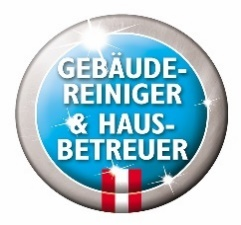 GEBÄUDE-
REINIGER
& HAUS-
BETREUER